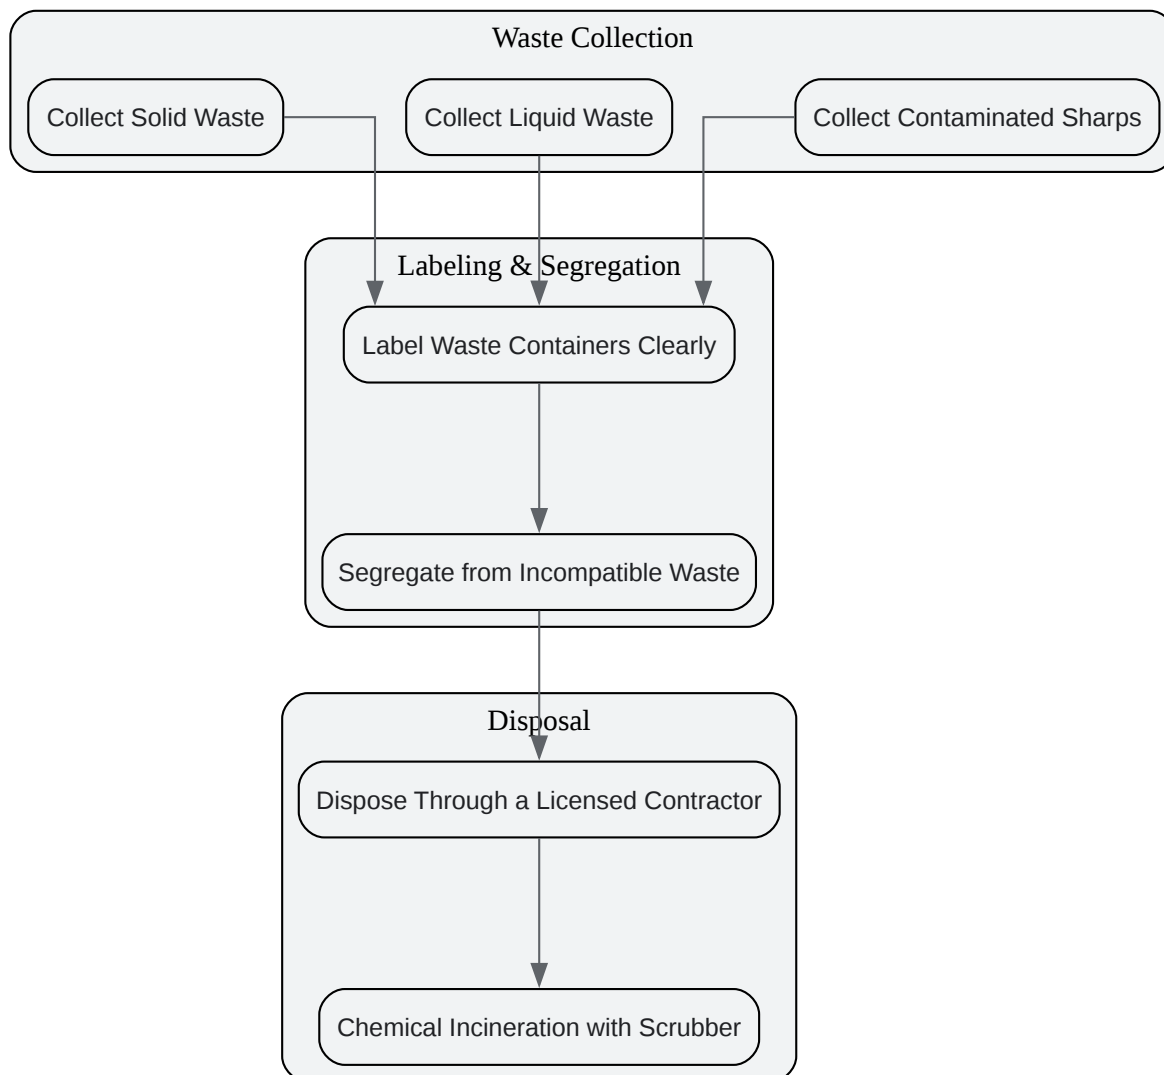 Waste Collection
Collect Solid Waste
Collect Liquid Waste
Collect Contaminated Sharps
Labeling & Segregation
Label Waste Containers Clearly
Segregate from Incompatible Waste
Disposal
Dispose Through a Licensed Contractor
Chemical Incineration with Scrubber